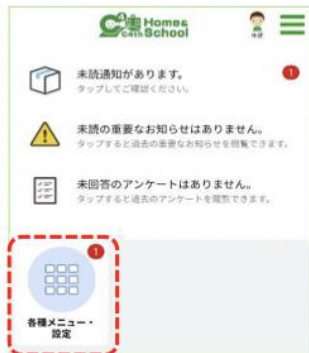 C4th Home& School
未読通知があります。
1
タップしてご確認ください。
未読の重要なお知らせはありません。
タップすると過去の重要なお知らせを閲覧できます。
未回答のアンケートはありません。
タップすると過去のアンケートを閲覧できます。
1
各種メニュー・
設定